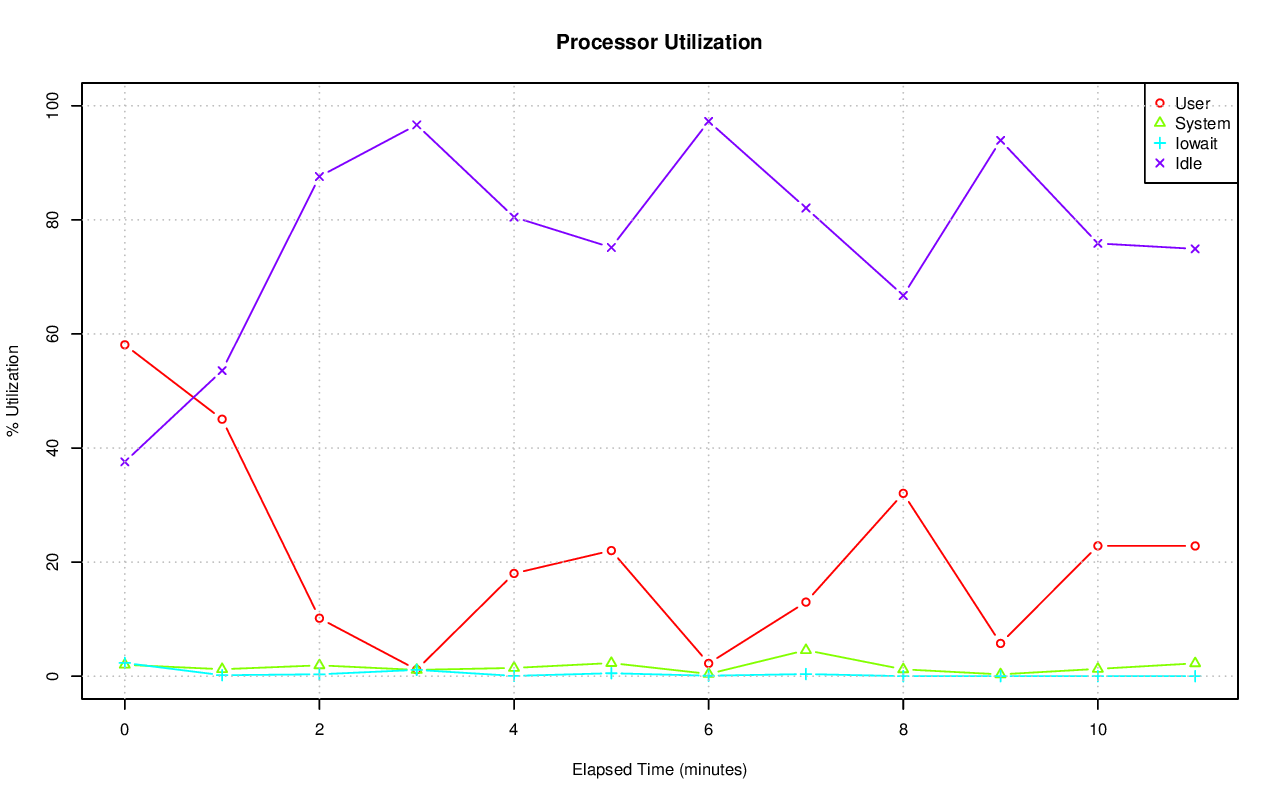 Processor Utilization
User
System
Iowait
Idle
100
80
60
40
20
0
% Utilization
0 2 4 6 8 10
Elapsed Time (minutes)